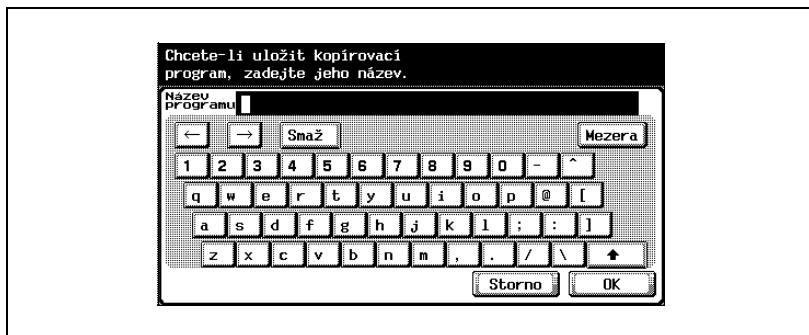 Chcete-li uložit kopírovací
program, zadejte jeho název.
Název
programu
← → Smaž Mezera
1 2 3 4 5 6 7 8 9 0 - ^
q w e r t y u i o p @ [
a s d f g h j k l ; : ]
z x c v b n m , . / \ ↑
Storno OK